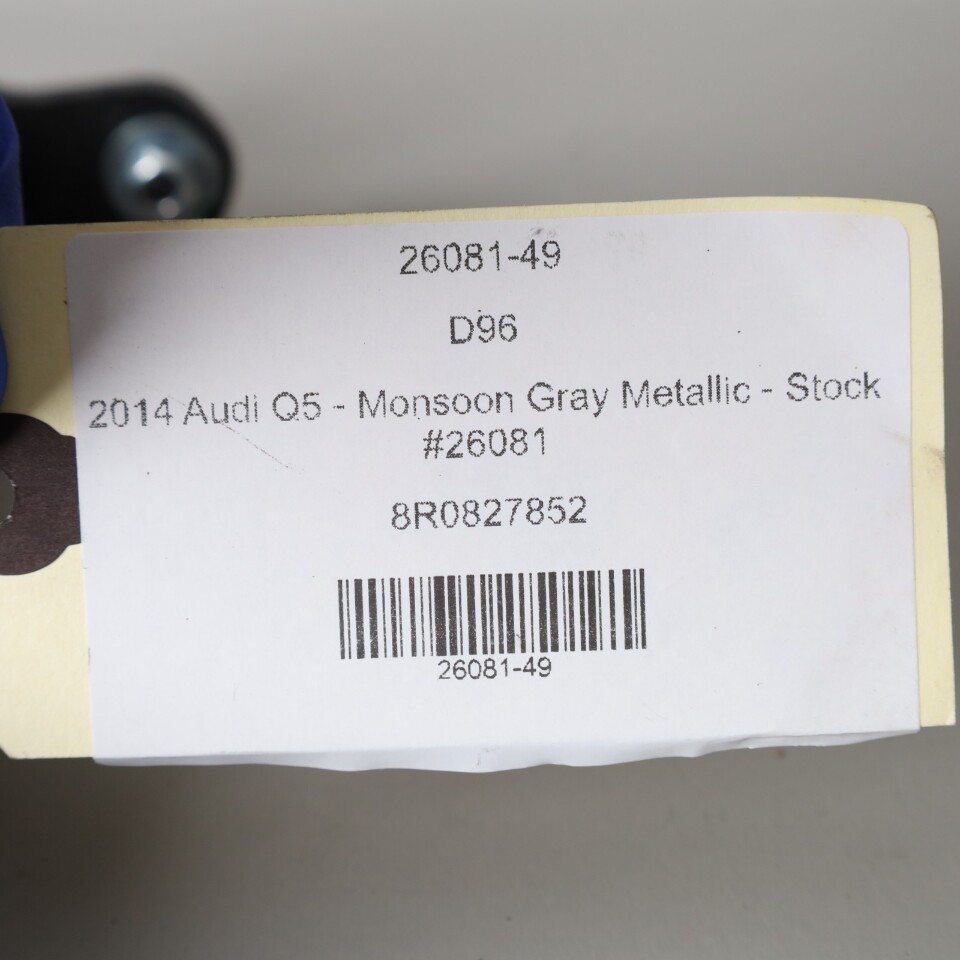 26081-49
D96
2014 Audi Q5 - Monsoon Gray Metallic - Stock
#26081
8R0827852
26081-49